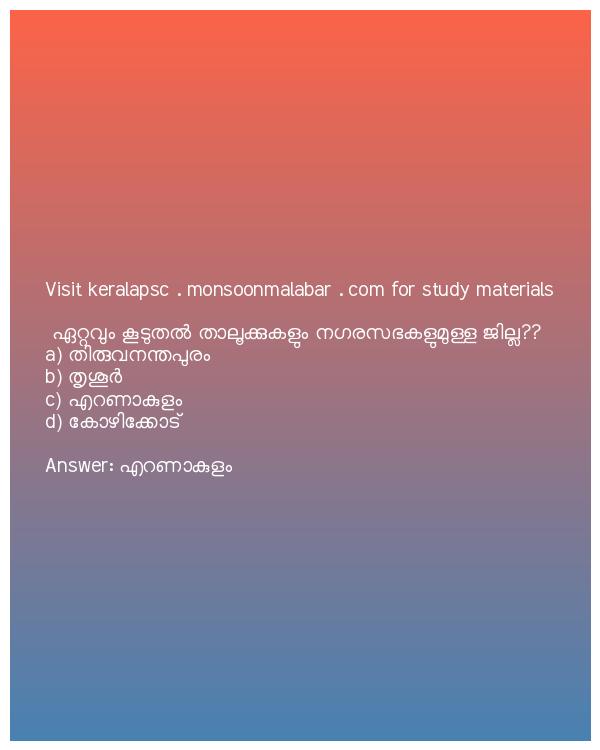 Visit keralapsc . monsoonmalabar . com for study materials
ഏറ്റവും കൂടുതൽ താലൂക്കുകളും നഗരസഭകളുമുള്ള ജില്ല??
a) തിരുവനന്തപുരം
b) തൃശൂർ
c) എറണാകുളം
d) കോഴിക്കോട്
Answer: എറണാകുളം